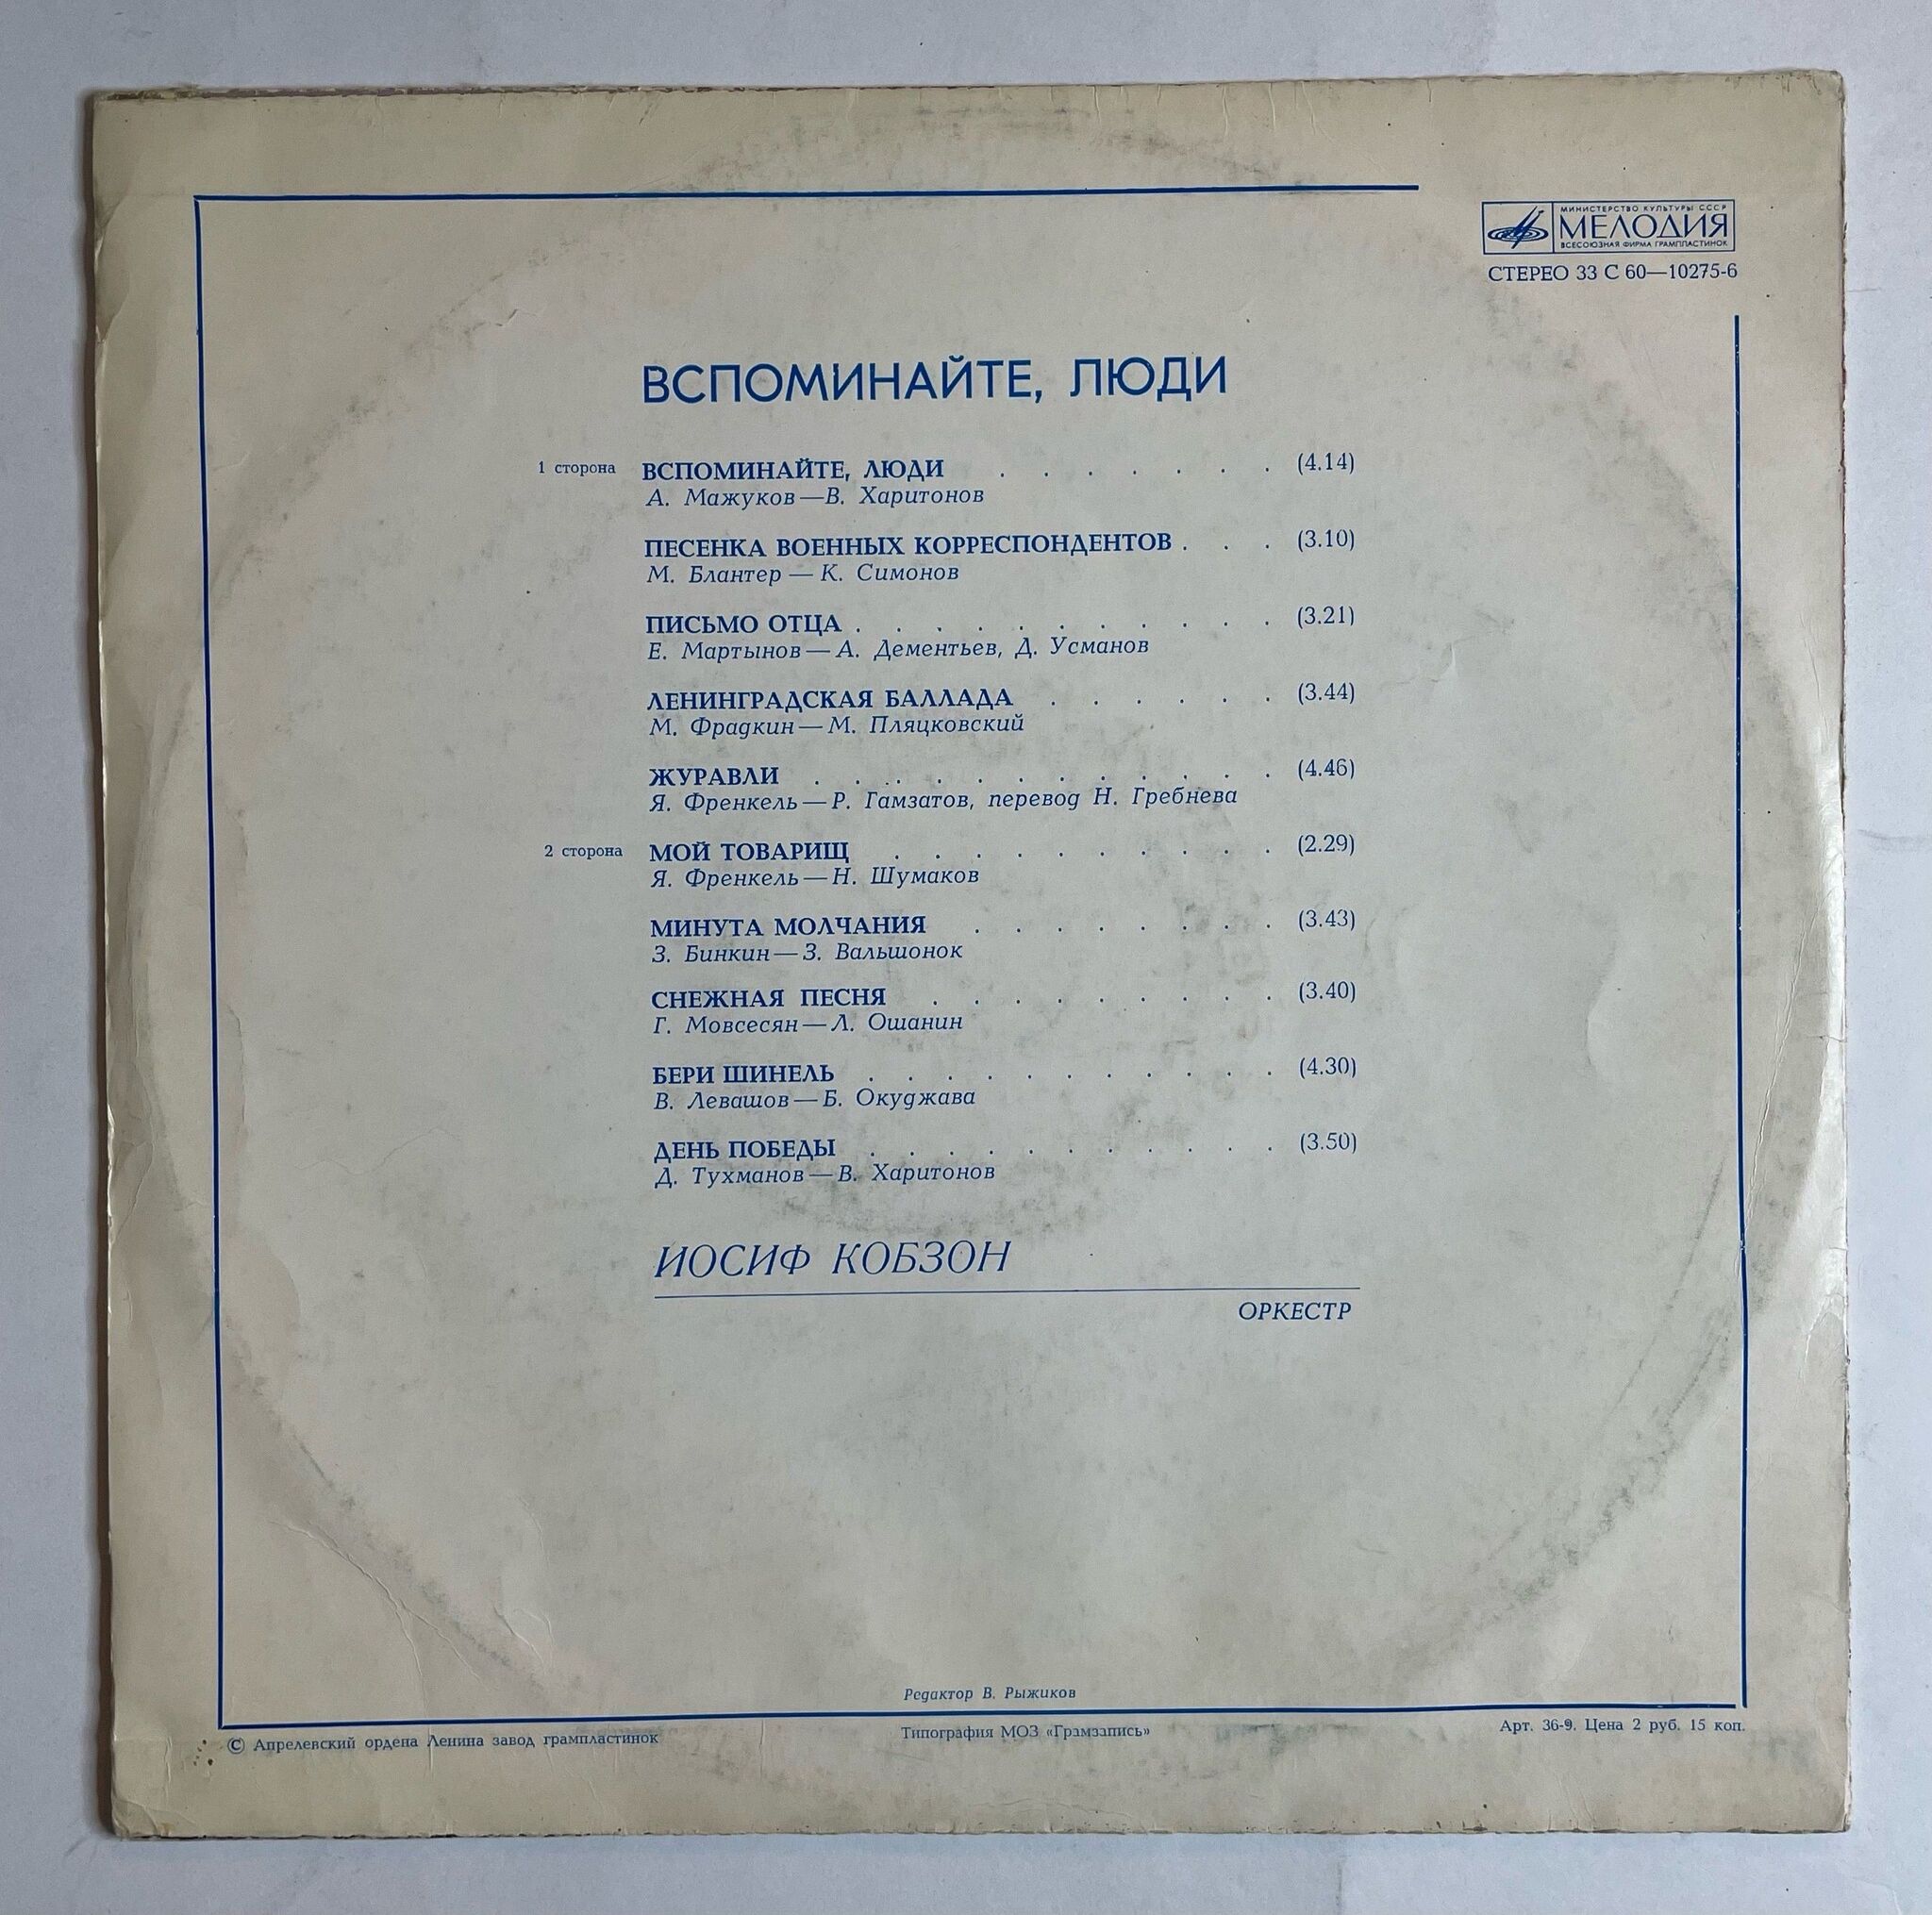 МИНИСТЕРСТВО КУЛЬТУРЫ СССР
МЕЛОДИЯ
ВСЕСОЮЗНАЯ ФИРМА ГРАМПЛАСТИНОК
СТЕРЕО 33 С 60—10275-6
ВСПОМИНАЙТЕ, ЛЮДИ
1 сторона ВСПОМИНАЙТЕ, ЛЮДИ . . . . . . . (4.14)
А. Мажуков—В. Харитонов
ПЕСЕНКА ВОЕННЫХ КОРРЕСПОНДЕНТОВ . . . (3.10)
М. Блантер — К. Симонов
ПИСЬМО ОТЦА . . . . . . . . . . . (3.21)
Е. Мартынов—А. Дементьев, Д. Усманов
ЛЕНИНГРАДСКАЯ БАЛЛАДА . . . . . . (3.44)
М. Фрадкин—М. Пляцковский
ЖУРАВЛИ . . . . . . . . . . . . (4.46)
Я. Френкель—Р. Гамзатов, перевод Н. Гребнева
2 сторона МОЙ ТОВАРИЩ . . . . . . . . . . (2.29)
Я. Френкель—Н. Шумаков
МИНУТА МОЛЧАНИЯ . . . . . . . . (3.43)
З. Бинкин—З. Вальшонок
СНЕЖНАЯ ПЕСНЯ . . . . . . . . . (3.40)
Г. Мовсесян—Л. Ошанин
БЕРИ ШИНЕЛЬ . . . . . . . . . . . (4.30)
В. Левашов—Б. Окуджава
ДЕНЬ ПОБЕДЫ . . . . . . . . . . . (3.50)
Д. Тухманов—В. Харитонов
ИОСИФ КОБЗОН
ОРКЕСТР
Редактор В. Рыжиков
© Апрелевский ордена Ленина завод грампластинок Типография МОЗ «Грамзапись» Арт. 36-9. Цена 2 руб. 15 коп.